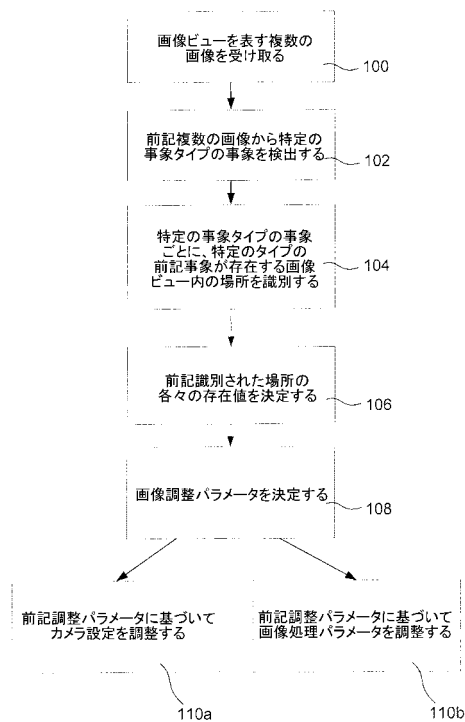 画像ビューを表す複数の
画像を受け取る
100
前記複数の画像から特定の
事象タイプの事象を検出する
102
特定の事象タイプの事象
ごとに、特定のタイプの
前記事象が存在する画像
ビュー内の場所を識別する
104
前記識別された場所の
各々の存在値を決定する
106
画像調整パラメータを決定する
108
前記調整パラメータに基づいて
カメラ設定を調整する
110a
前記調整パラメータに基づいて
画像処理パラメータを調整する
110b